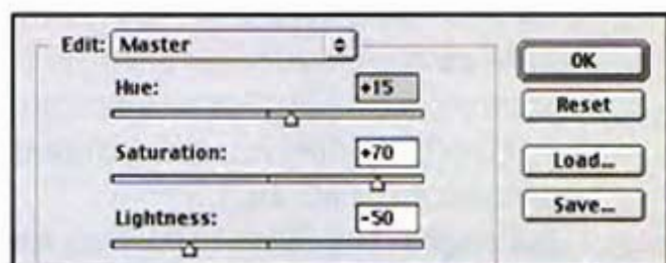 Edit: Master
OK
Hue: +15
Reset
Saturation: +70
Load...
Lightness: -50
Save...